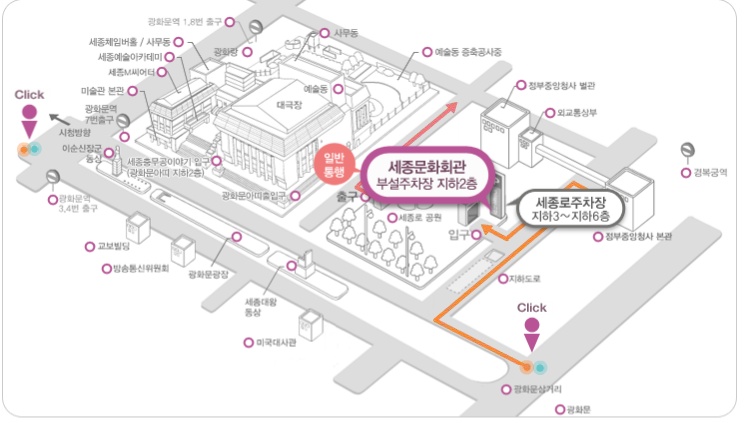 광화문역 1,8번 출구
세종체임버홀 / 사무동
세종예술아카데미
세종M씨어터
미술관 본관
광화문역
7번출구
Click
시청방향
이순신장군
동상
광화랑
사무동
예술동 증축공사중
예술동
대극장
세종충무공이야기 입구
(광화문아띠 지하2층)
광화문아띠출입구
일반
통행
세종문화회관
부설주차장 지하2층
출구
세종로 공원
입구
세종로주차장
지하3~지하6층
정부중앙청사 별관
외교통상부
경복궁역
정부중앙청사 본관
광화문역
3,4번 출구
교보빌딩
방송통신위원회
광화문광장
세종대왕
동상
미국대사관
지하도로
Click
광화문삼거리
광화문